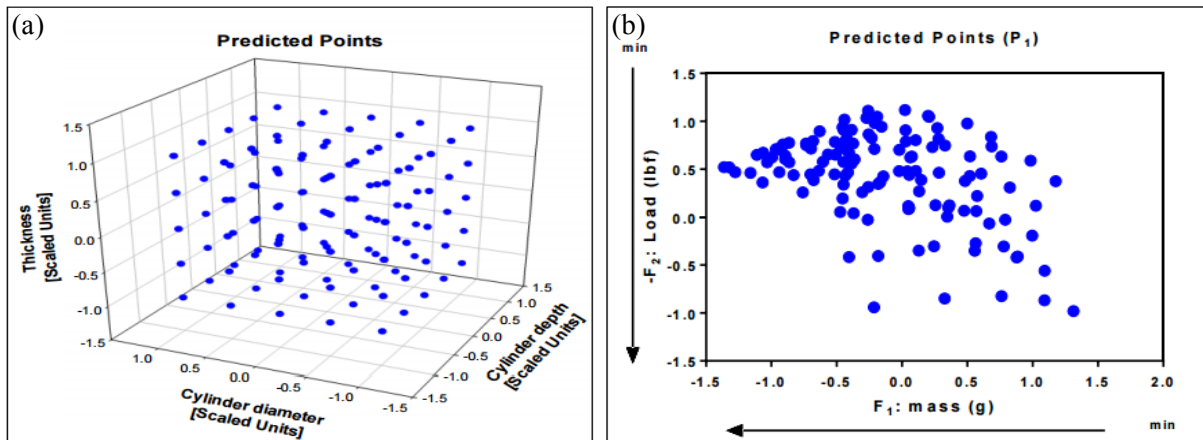 (a)
Predicted Points
1.5
1.0
0.5
0.0
-0.5
-1.0
-1.5
Thickness
[Scaled Units]
1.0
0.5
0.0
-0.5
-1.0
-1.5
Cylinder diameter
[Scaled Units]
1.5
1.0
0.5
0.0
-0.5
-1.0
-1.5
Cylinder depth
[Scaled Units]
(b)
Predicted Points (P1)
min
1.5
1.0
0.5
0.0
-0.5
-1.0
-1.5
-F2: Load (lbf)
-1.5 -1.0 -0.5 0.0 0.5 1.0 1.5 2.0
F1: mass (g)
min